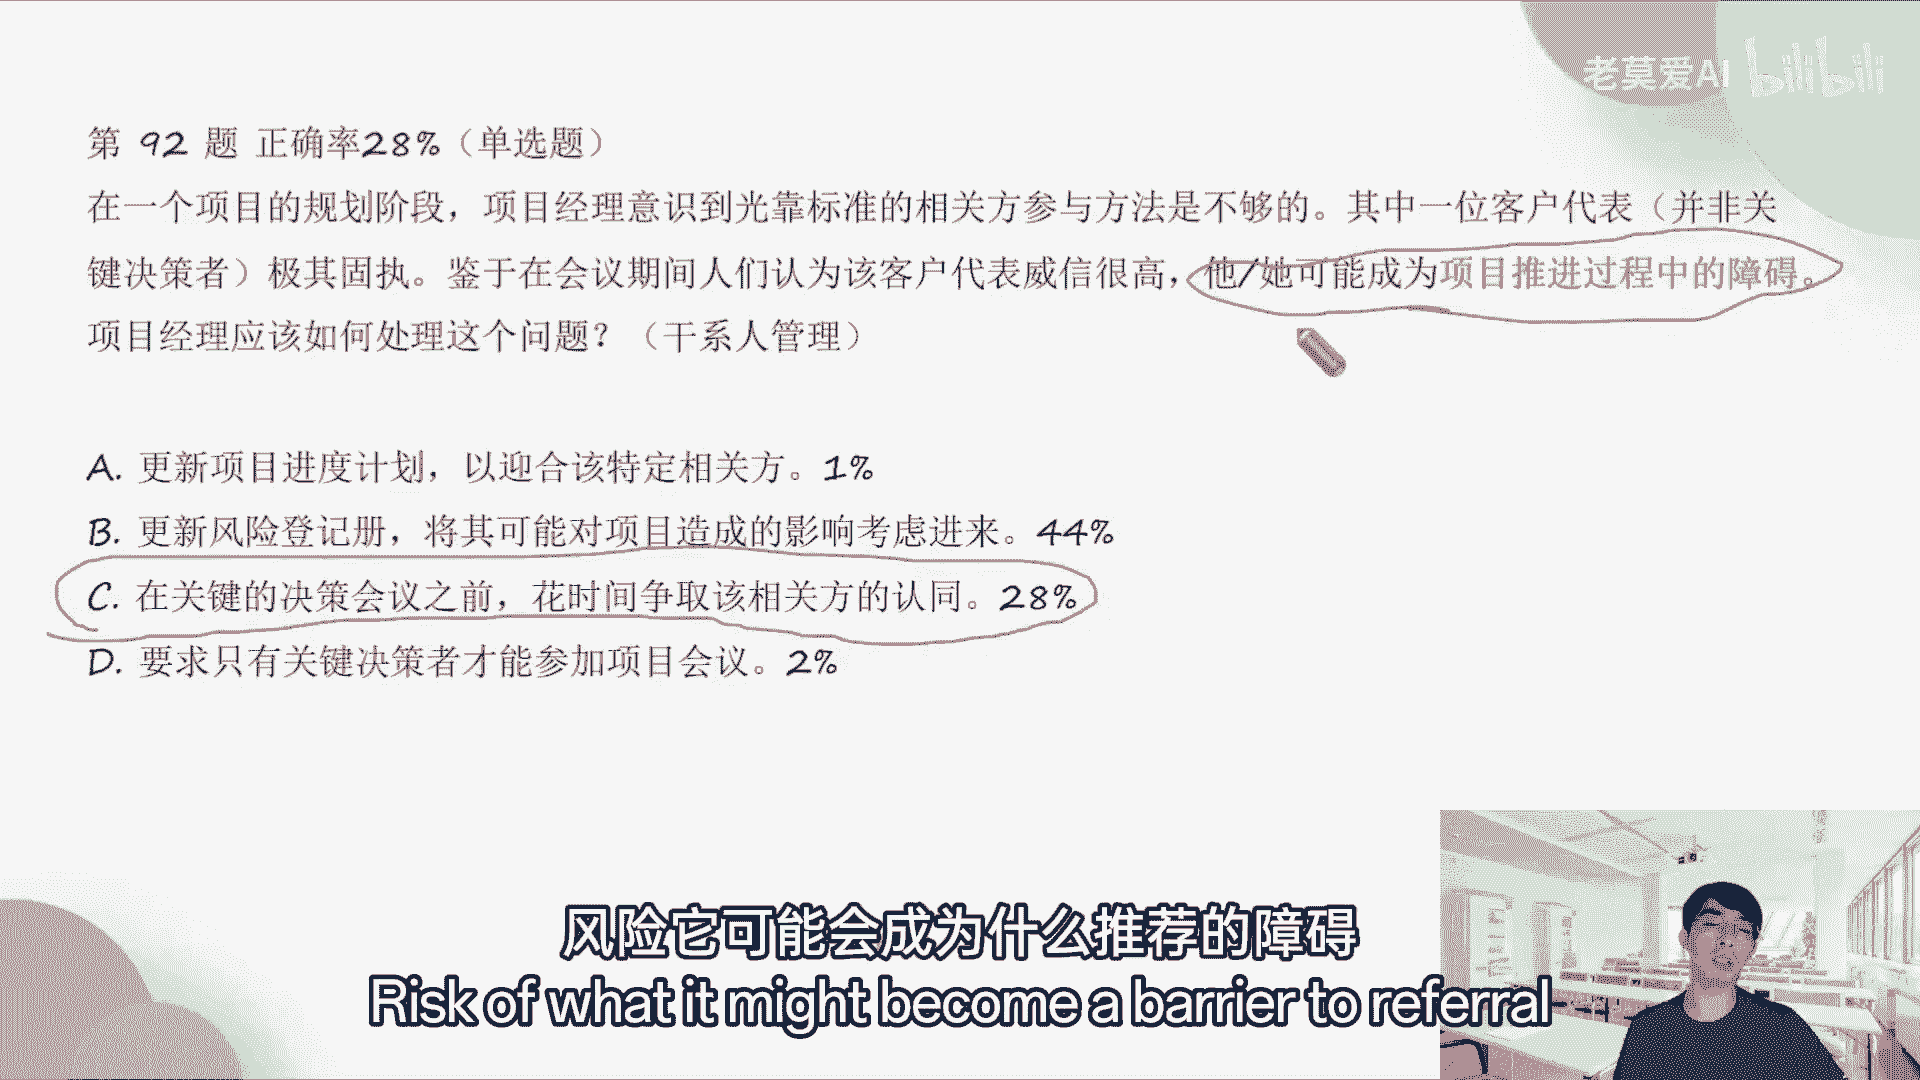 老莫爱AI bilibili
第 92 题 正确率28%（单选题）
在一个项目的规划阶段，项目经理意识到光靠标准的相关方参与方法是不够的。其中一位客户代表（并非关
键决策者）极其固执。鉴于在会议期间人们认为该客户代表威信很高，他/她可能成为项目推进过程中的障碍。
项目经理应该如何处理这个问题？（干系人管理）
A. 更新项目进度计划，以迎合该特定相关方。1%
B. 更新风险登记册，将其可能对项目造成的影响考虑进来。44%
C. 在关键的决策会议之前，花时间争取该相关方的认同。28%
D. 要求只有关键决策者才能参加项目会议。2%
风险它可能会成为什么推荐的障碍
Risk of what it might become a barrier to referral